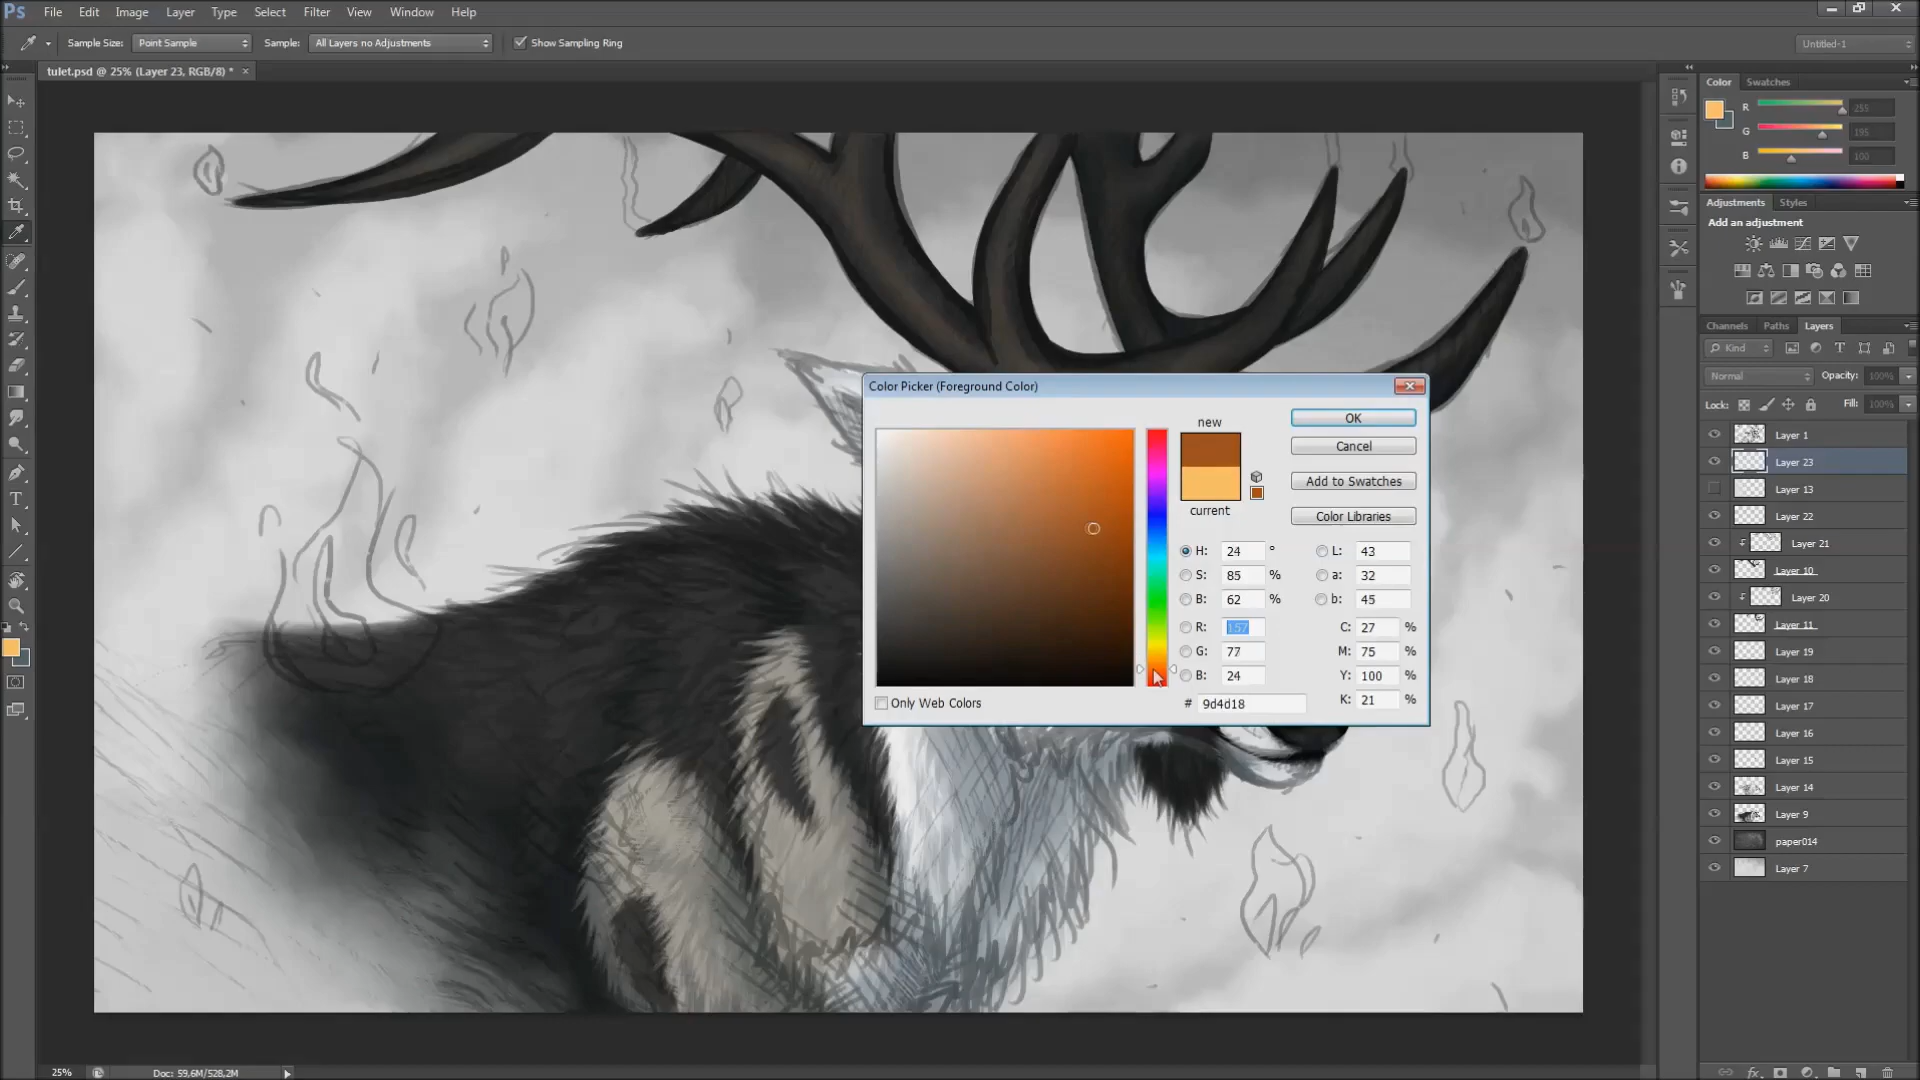 Ps File Edit Image Layer Type Select Filter View Window Help
Sample Size: Point Sample Sample: All Layers no Adjustments Show Sampling Ring Untitled-1
tulet.psd @ 25% (Layer 23, RGB/8) * ×
Color Swatches
R 255
G 195
B 100
Adjustments Styles
Add an adjustment
Channels Paths Layers
Kind
Normal Opacity: 100%
Lock: Fill: 100%
Layer 1
Layer 23
Layer 13
Layer 22
Layer 21
Layer 10
Layer 20
Layer 11
Layer 19
Layer 18
Layer 17
Layer 16
Layer 15
Layer 14
Layer 9
paper014
Layer 7
Color Picker (Foreground Color)
new
current
OK
Cancel
Add to Swatches
Color Libraries
H: 24 ° L: 43
S: 85 % a: 32
B: 62 % b: 45
R: 157 C: 27 %
G: 77 M: 75 %
B: 24 Y: 100 %
# 9d4d18 K: 21 %
Only Web Colors
25% Doc: 59,6M/528,2M